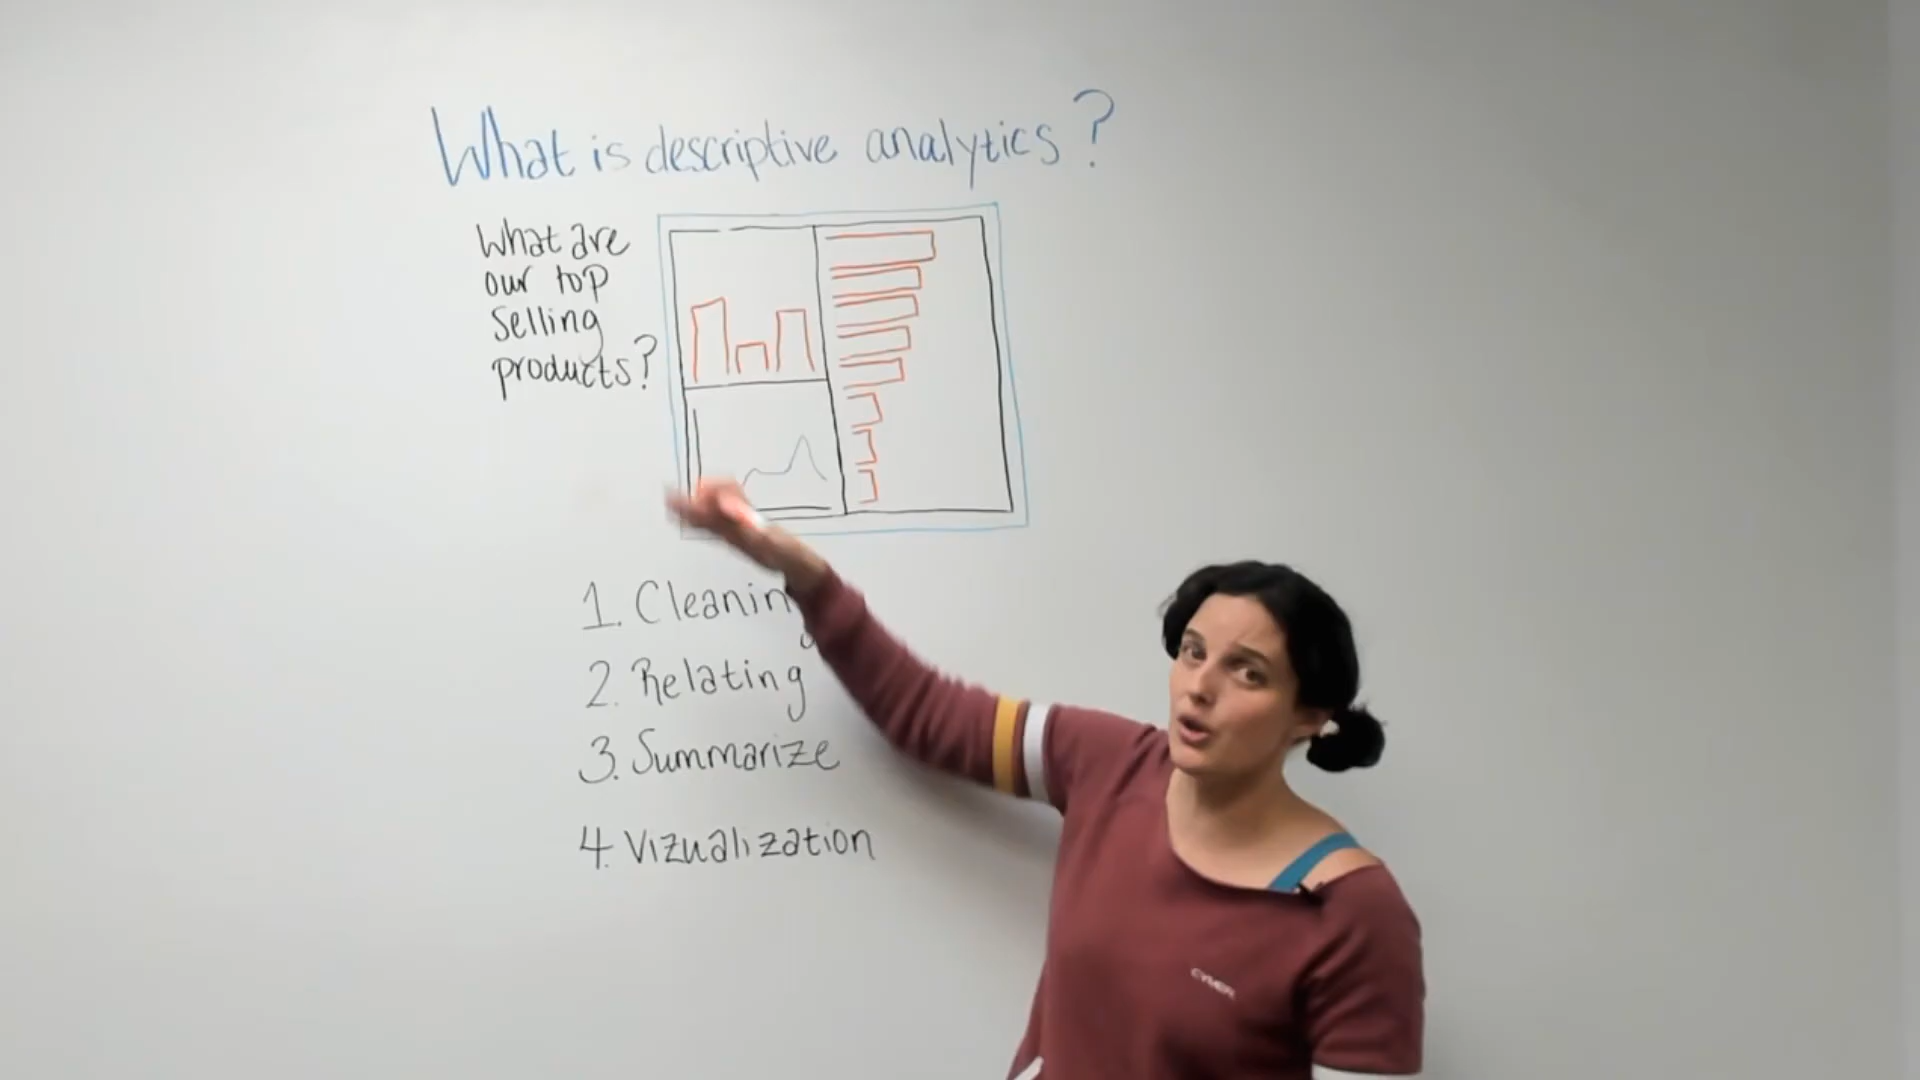 What is descriptive analytics?
What are
our top
selling
products?
1. Cleaning
2. Relating
3. Summarize
4. Vizualization